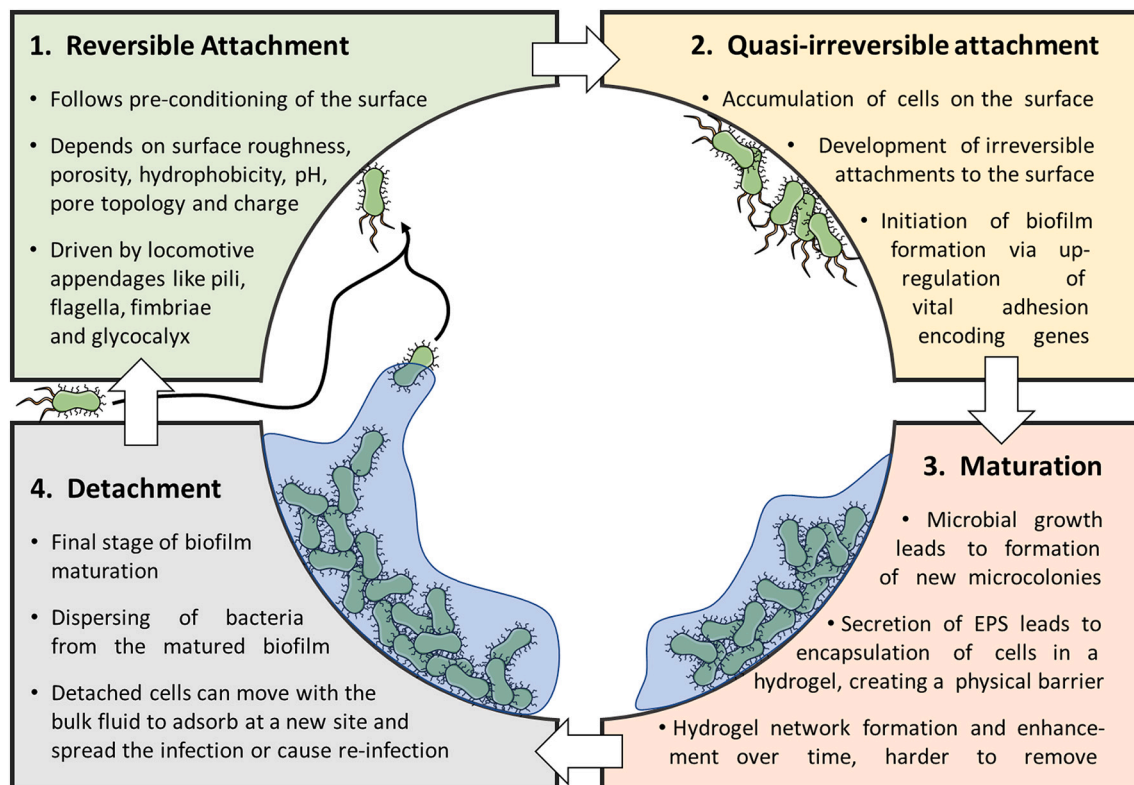 1. Reversible Attachment
• Follows pre-conditioning of the surface
• Depends on surface roughness,
porosity, hydrophobicity, pH,
pore topology and charge
• Driven by locomotive
appendages like pili,
flagella, fimbriae
and glycocalyx
2. Quasi-irreversible attachment
• Accumulation of cells on the surface
• Development of irreversible
attachments to the surface
• Initiation of biofilm
formation via up-
regulation of
vital adhesion
encoding genes
3. Maturation
• Microbial growth
leads to formation
of new microcolonies
• Secretion of EPS leads to
encapsulation of cells in a
hydrogel, creating a physical barrier
• Hydrogel network formation and enhance-
ment over time, harder to remove
4. Detachment
• Final stage of biofilm
maturation
• Dispersing of bacteria
from the matured biofilm
• Detached cells can move with the
bulk fluid to adsorb at a new site and
spread the infection or cause re-infection